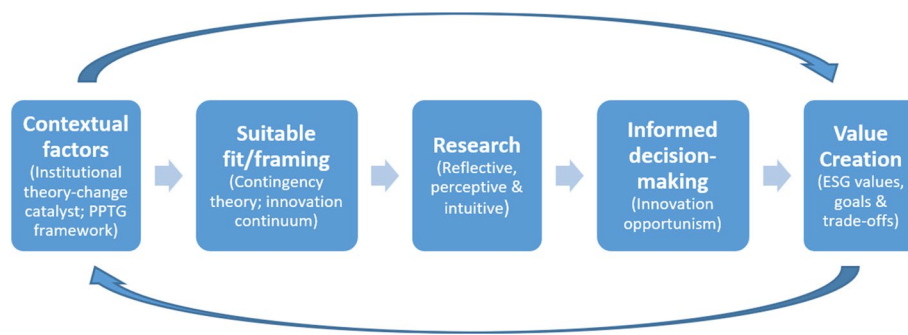 Contextual
factors
(Institutional
theory-change
catalyst; PPTG
framework)
Suitable
fit/framing
(Contingency
theory; innovation
continuum)
Research
(Reflective,
perceptive &
intuitive)
Informed
decision-
making
(Innovation
opportunism)
Value
Creation
(ESG values,
goals &
trade-offs)